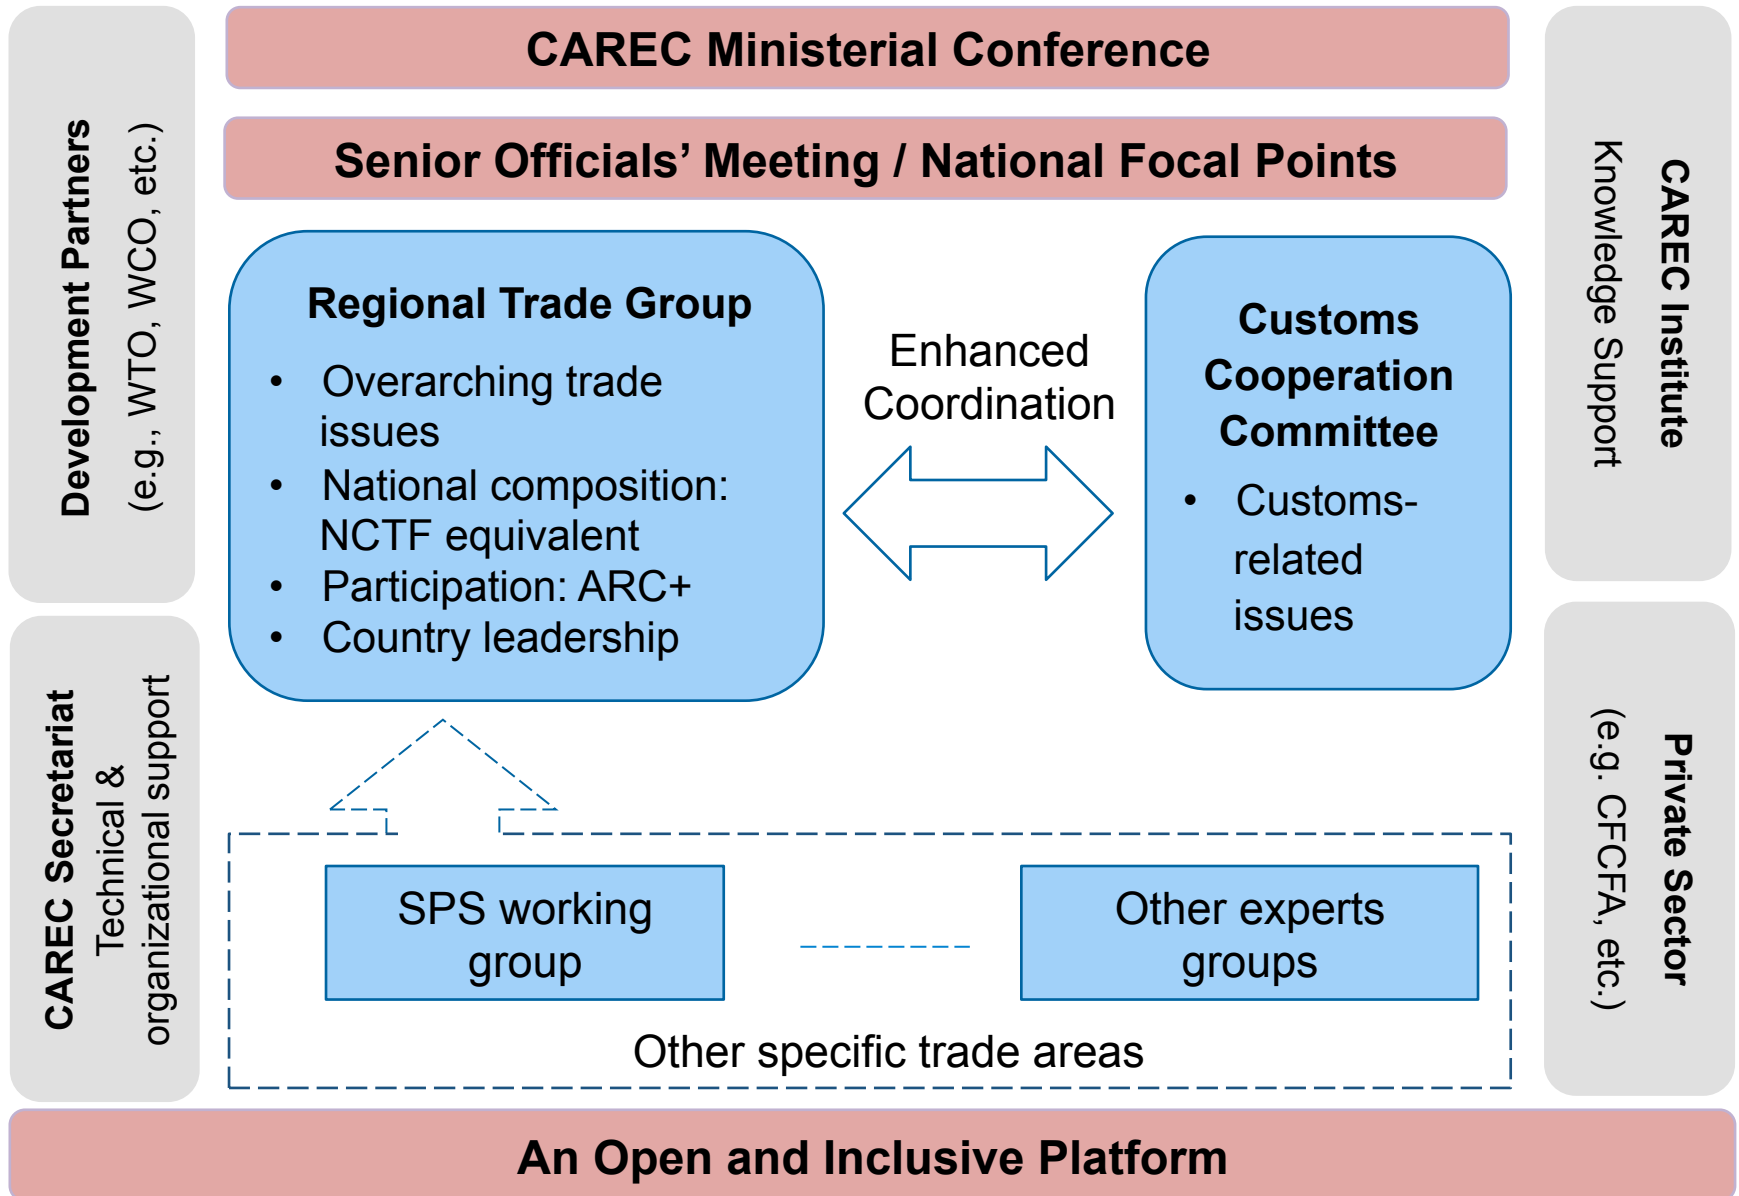 CAREC Ministerial Conference
Senior Officials’ Meeting / National Focal Points
Development Partners
(e.g., WTO, WCO, etc.)
CAREC Secretariat
Technical &
organizational support
Regional Trade Group
• Overarching trade
issues
• National composition:
NCTF equivalent
• Participation: ARC+
• Country leadership
Enhanced
Coordination
Customs
Cooperation
Committee
• Customs-
related
issues
SPS working
group
Other experts
groups
Other specific trade areas
CAREC Institute
Knowledge Support
Private Sector
(e.g. CFCFA, etc.)
An Open and Inclusive Platform